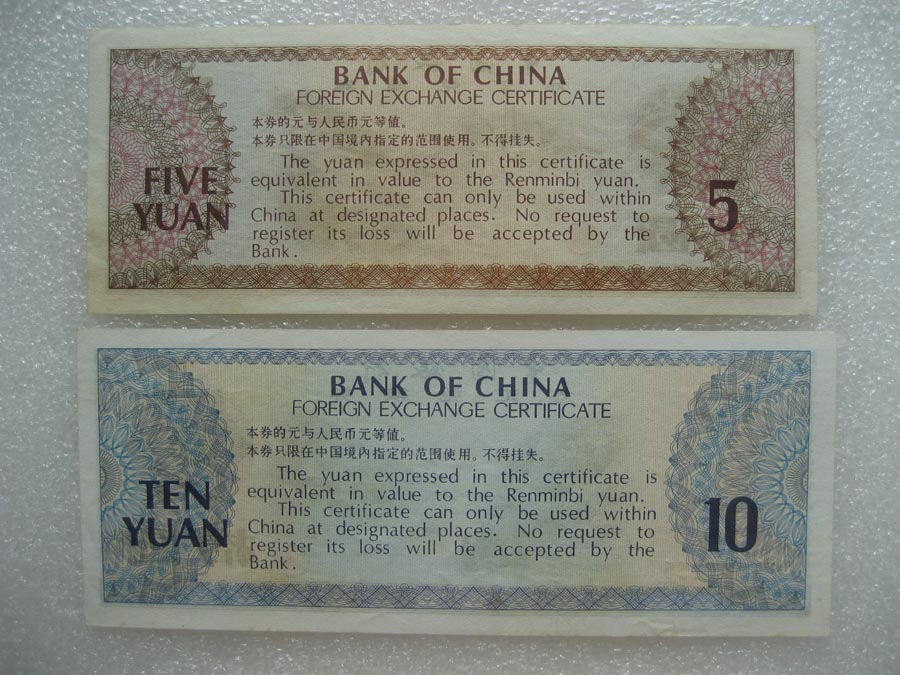 BANK OF CHINA
FOREIGN EXCHANGE CERTIFICATE
本券的元与人民币元等值。
本券只限在中国境内指定的范围使用。不得挂失。
The yuan expressed in this certificate is
equivalent in value to the Renminbi yuan.
This certificate can only be used within
China at designated places. No request to
register its loss will be accepted by the
Bank.
FIVE
YUAN
5
BANK OF CHINA
FOREIGN EXCHANGE CERTIFICATE
本券的元与人民币元等值。
本券只限在中国境内指定的范围使用。不得挂失。
The yuan expressed in this certificate is
equivalent in value to the Renminbi yuan.
This certificate can only be used within
China at designated places. No request to
register its loss will be accepted by the
Bank.
TEN
YUAN
10